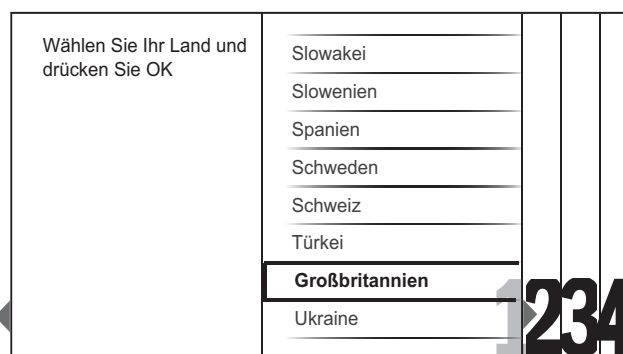 Wählen Sie Ihr Land und
drücken Sie OK
Slowakei
Slowenien
Spanien
Schweden
Schweiz
Türkei
Großbritannien
Ukraine
1234